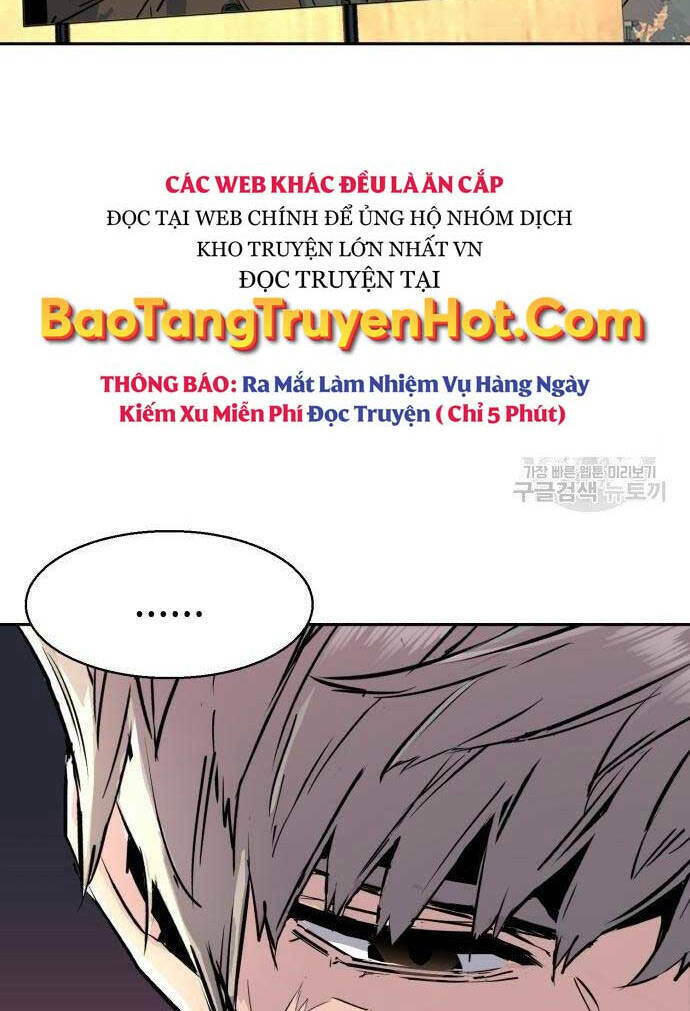 CÁC WEB KHÁC ĐỀU LÀ ĂN CẮP
ĐỌC TẠI WEB CHÍNH ĐỂ ỦNG HỘ NHÓM DỊCH
KHO TRUYỆN LỚN NHẤT VN
ĐỌC TRUYỆN TẠI
BaoTangTruyenHot.Com
THÔNG BÁO: Ra Mắt Làm Nhiệm Vụ Hàng Ngày
Kiếm Xu Miễn Phí Đọc Truyện ( Chỉ 5 Phút)
가장 빠른 웹툰 미리보기
구글검색 뉴토끼
......